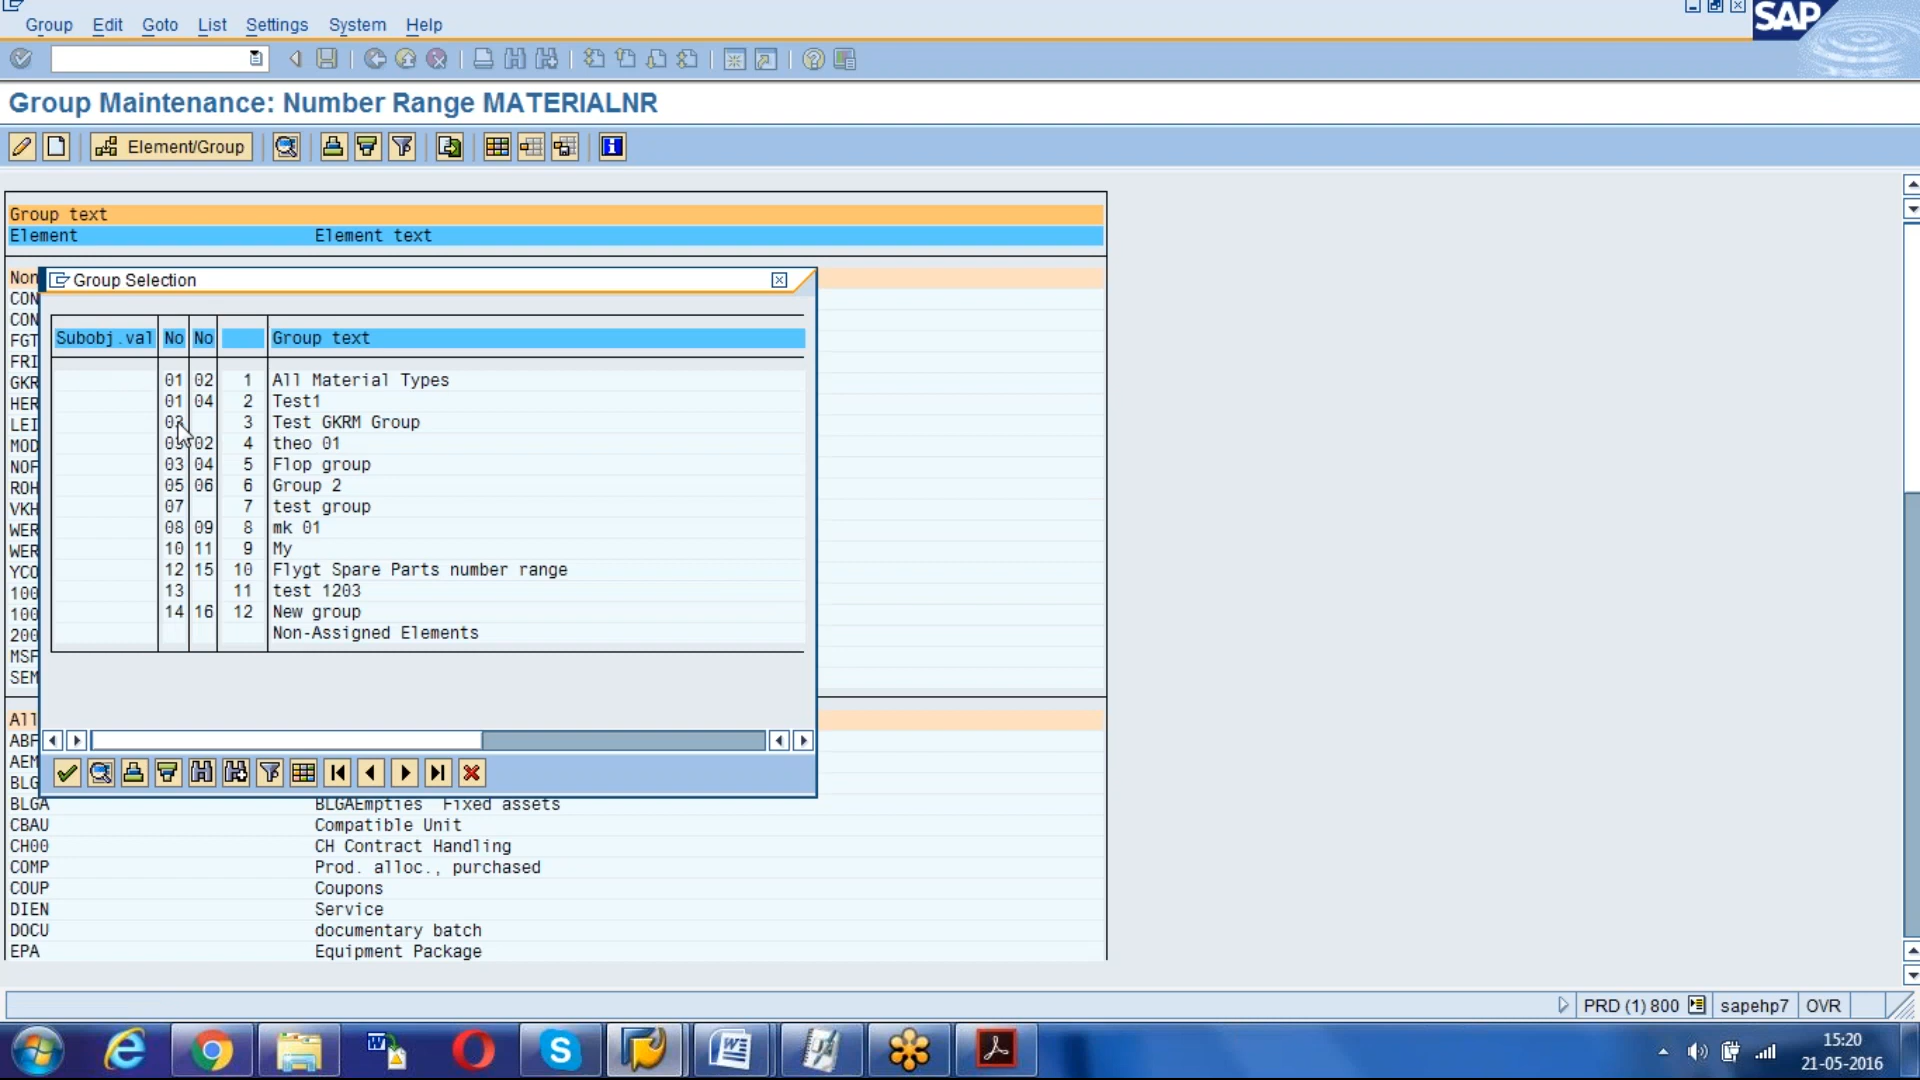 Group Edit Goto List Settings System Help
SAP
Group Maintenance: Number Range MATERIALNR
Element/Group
Group text
Element Element text
Non
CON
CON
FGT
FRI
GKR
HER
LEI
MOD
NOF
ROH
VKH
WER
WER
YCO
100
100
200
MSF
SEM
Group Selection
Subobj.val No No Group text
01 02 1 All Material Types
01 04 2 Test1
3 Test GKRM Group
02 4 theo 01
03 04 5 Flop group
05 06 6 Group 2
07 7 test group
08 09 8 mk 01
10 11 9 My
12 15 10 Flygt Spare Parts number range
13 11 test 1203
14 16 12 New group
Non-Assigned Elements
All
ABF
AEM
BLG
BLGA BLGAEmpties Fixed assets
CBAU Compatible Unit
CH00 CH Contract Handling
COMP Prod. alloc., purchased
COUP Coupons
DIEN Service
DOCU documentary batch
EPA Equipment Package
PRD (1) 800 sapehp7 OVR
15:20
21-05-2016